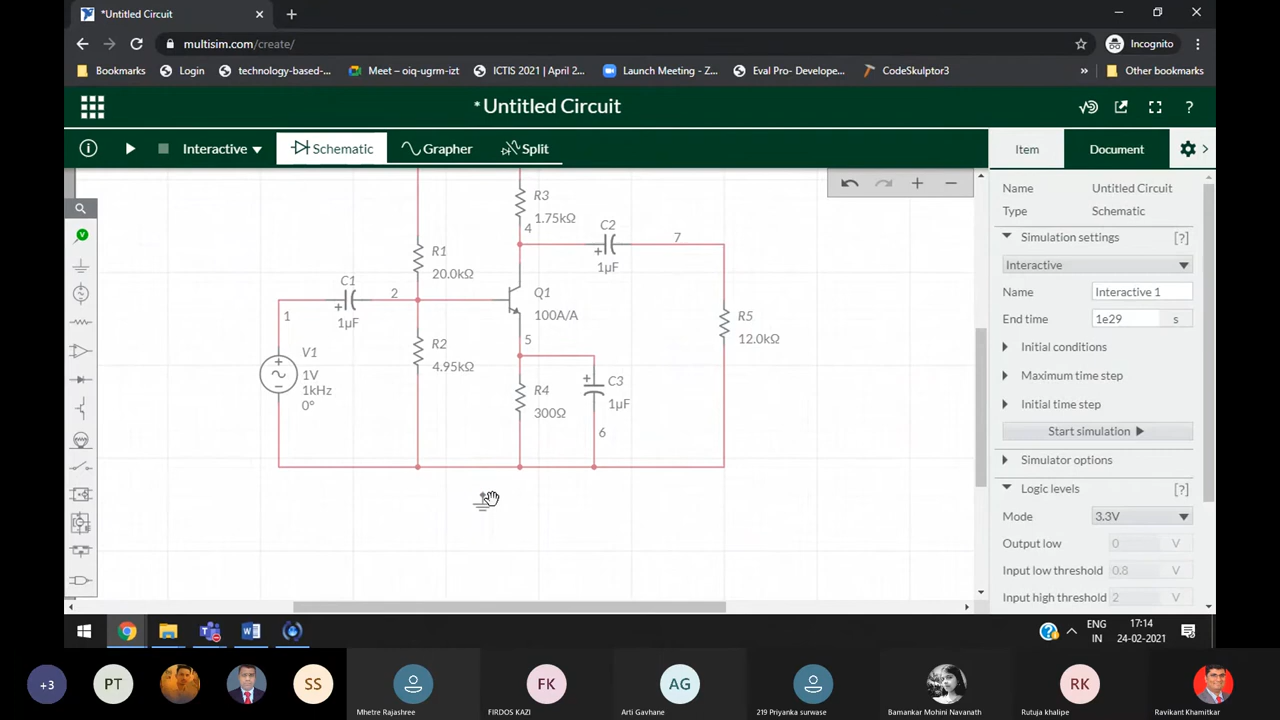 *Untitled Circuit
multisim.com/create/
Incognito
Bookmarks
Login
technology-based-...
Meet – oiq-ugrm-izt
ICTIS 2021 | April 2...
Launch Meeting - Z...
Eval Pro- Develope...
CodeSkulptor3
»
Other bookmarks
*Untitled Circuit
Interactive
Schematic
Grapher
Split
Item
Document
R3
1.75kΩ
4
C2
+
1µF
7
R1
20.0kΩ
C1
+
1µF
2
1
Q1
100A/A
R5
12.0kΩ
5
R2
4.95kΩ
V1
1V
1kHz
0°
R4
300Ω
+
C3
1µF
6
Name Untitled Circuit
Type Schematic
Simulation settings [?]
Interactive
Name Interactive 1
End time 1e29 s
Initial conditions
Maximum time step
Initial time step
Start simulation
Simulator options
Logic levels [?]
Mode 3.3V
Output low 0 V
Input low threshold 0.8 V
Input high threshold 2 V
ENG
IN
17:14
24-02-2021
+3
PT
SS
Mhetre Rajashree
FK
FIRDOS KAZI
AG
Arti Gavhane
219 Priyanka surwase
Bamankar Mohini Navanath
RK
Rutuja khalipe
Ravikant Khamitkar